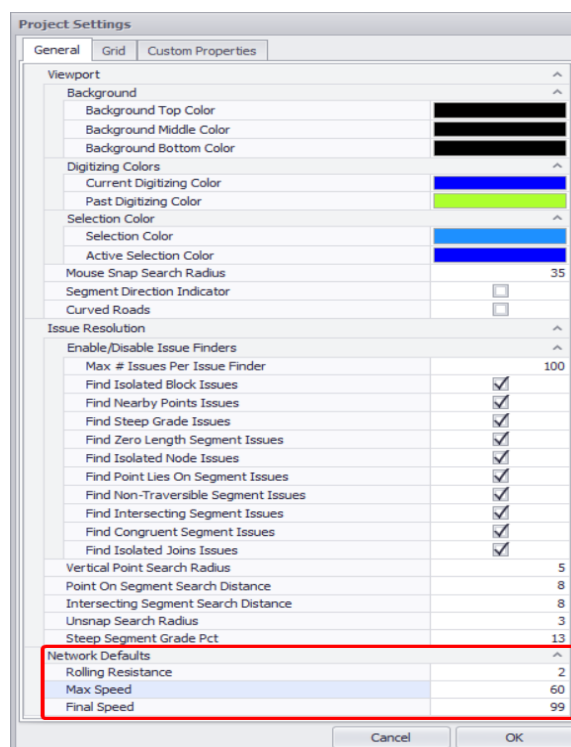 Project Settings
General Grid Custom Properties
Viewport
Background
Background Top Color
Background Middle Color
Background Bottom Color
Digitizing Colors
Current Digitizing Color
Past Digitizing Color
Selection Color
Selection Color
Active Selection Color
Mouse Snap Search Radius 35
Segment Direction Indicator
Curved Roads
Issue Resolution
Enable/Disable Issue Finders
Max # Issues Per Issue Finder 100
Find Isolated Block Issues
Find Nearby Points Issues
Find Steep Grade Issues
Find Zero Length Segment Issues
Find Isolated Node Issues
Find Point Lies On Segment Issues
Find Non-Traversible Segment Issues
Find Intersecting Segment Issues
Find Congruent Segment Issues
Find Isolated Joins Issues
Vertical Point Search Radius 5
Point On Segment Search Distance 8
Intersecting Segment Search Distance 8
Unsnap Search Radius 3
Steep Segment Grade Pct 13
Network Defaults
Rolling Resistance 2
Max Speed 60
Final Speed 99
Cancel OK